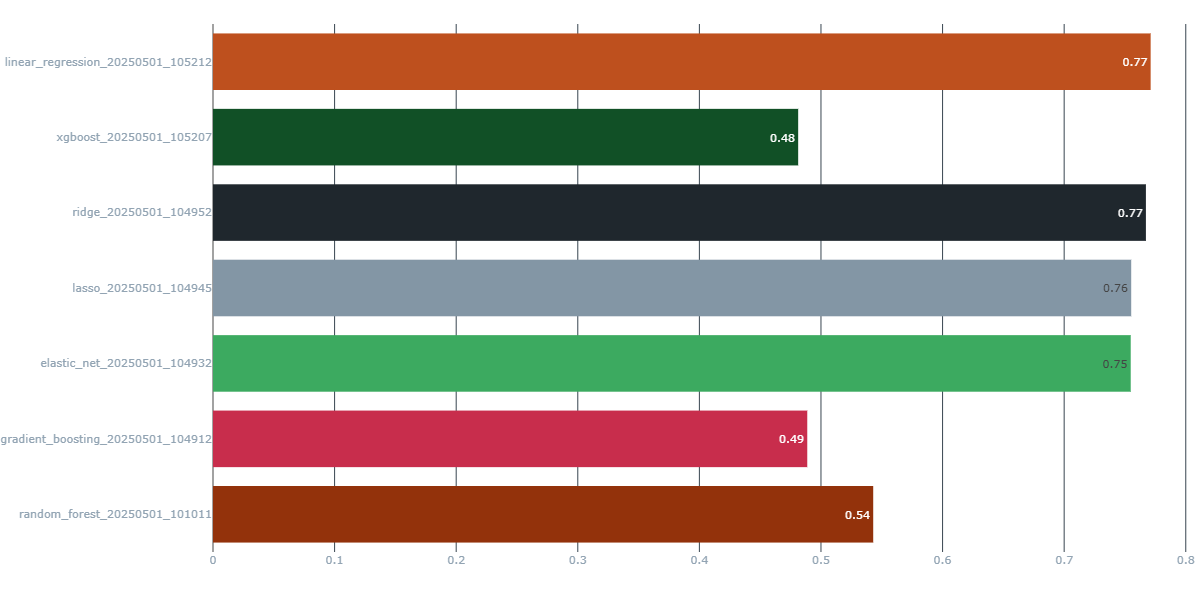 linear_regression_20250501_105212 0.77
xgboost_20250501_105207 0.48
ridge_20250501_104952 0.77
lasso_20250501_104945 0.76
elastic_net_20250501_104932 0.75
gradient_boosting_20250501_104912 0.49
random_forest_20250501_101011 0.54
0 0.1 0.2 0.3 0.4 0.5 0.6 0.7 0.8